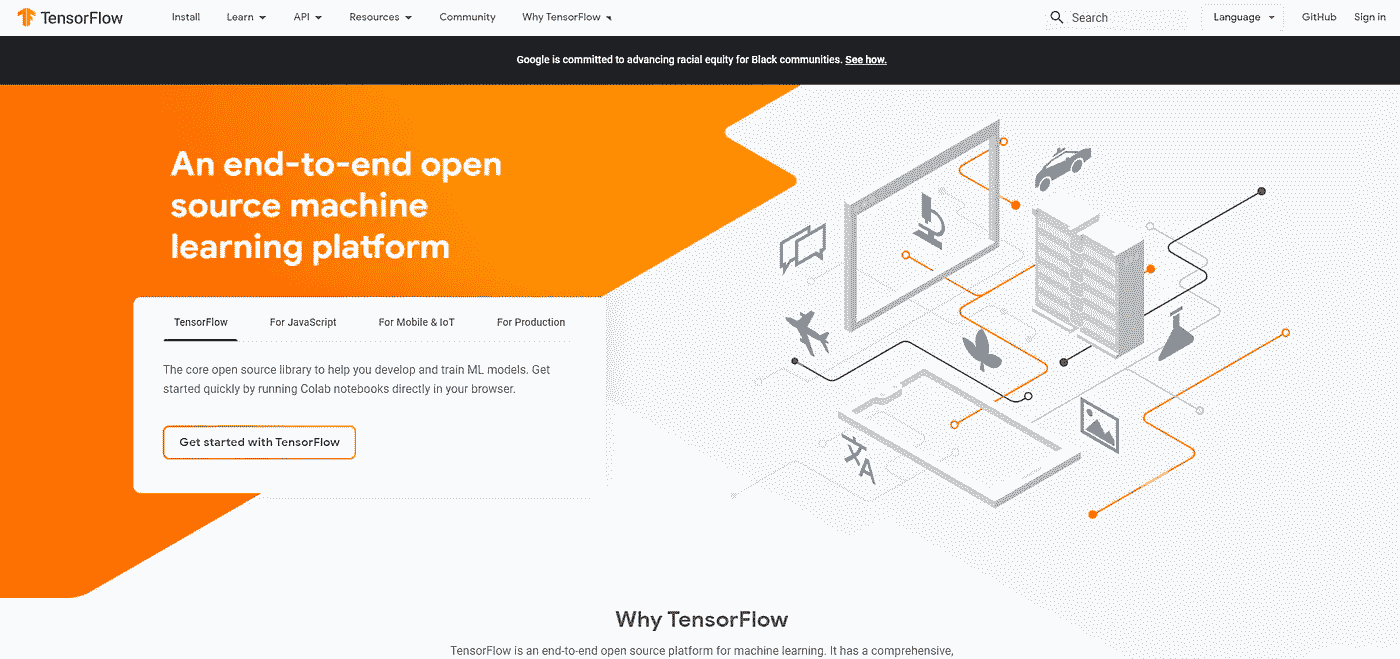 TensorFlow Install Learn API Resources Community Why TensorFlow Search Language GitHub Sign in
Google is committed to advancing racial equity for Black communities. See how.
An end-to-end open
source machine
learning platform
TensorFlow For JavaScript For Mobile & IoT For Production
The core open source library to help you develop and train ML models. Get
started quickly by running Colab notebooks directly in your browser.
Get started with TensorFlow
Why TensorFlow
TensorFlow is an end-to-end open source platform for machine learning. It has a comprehensive,